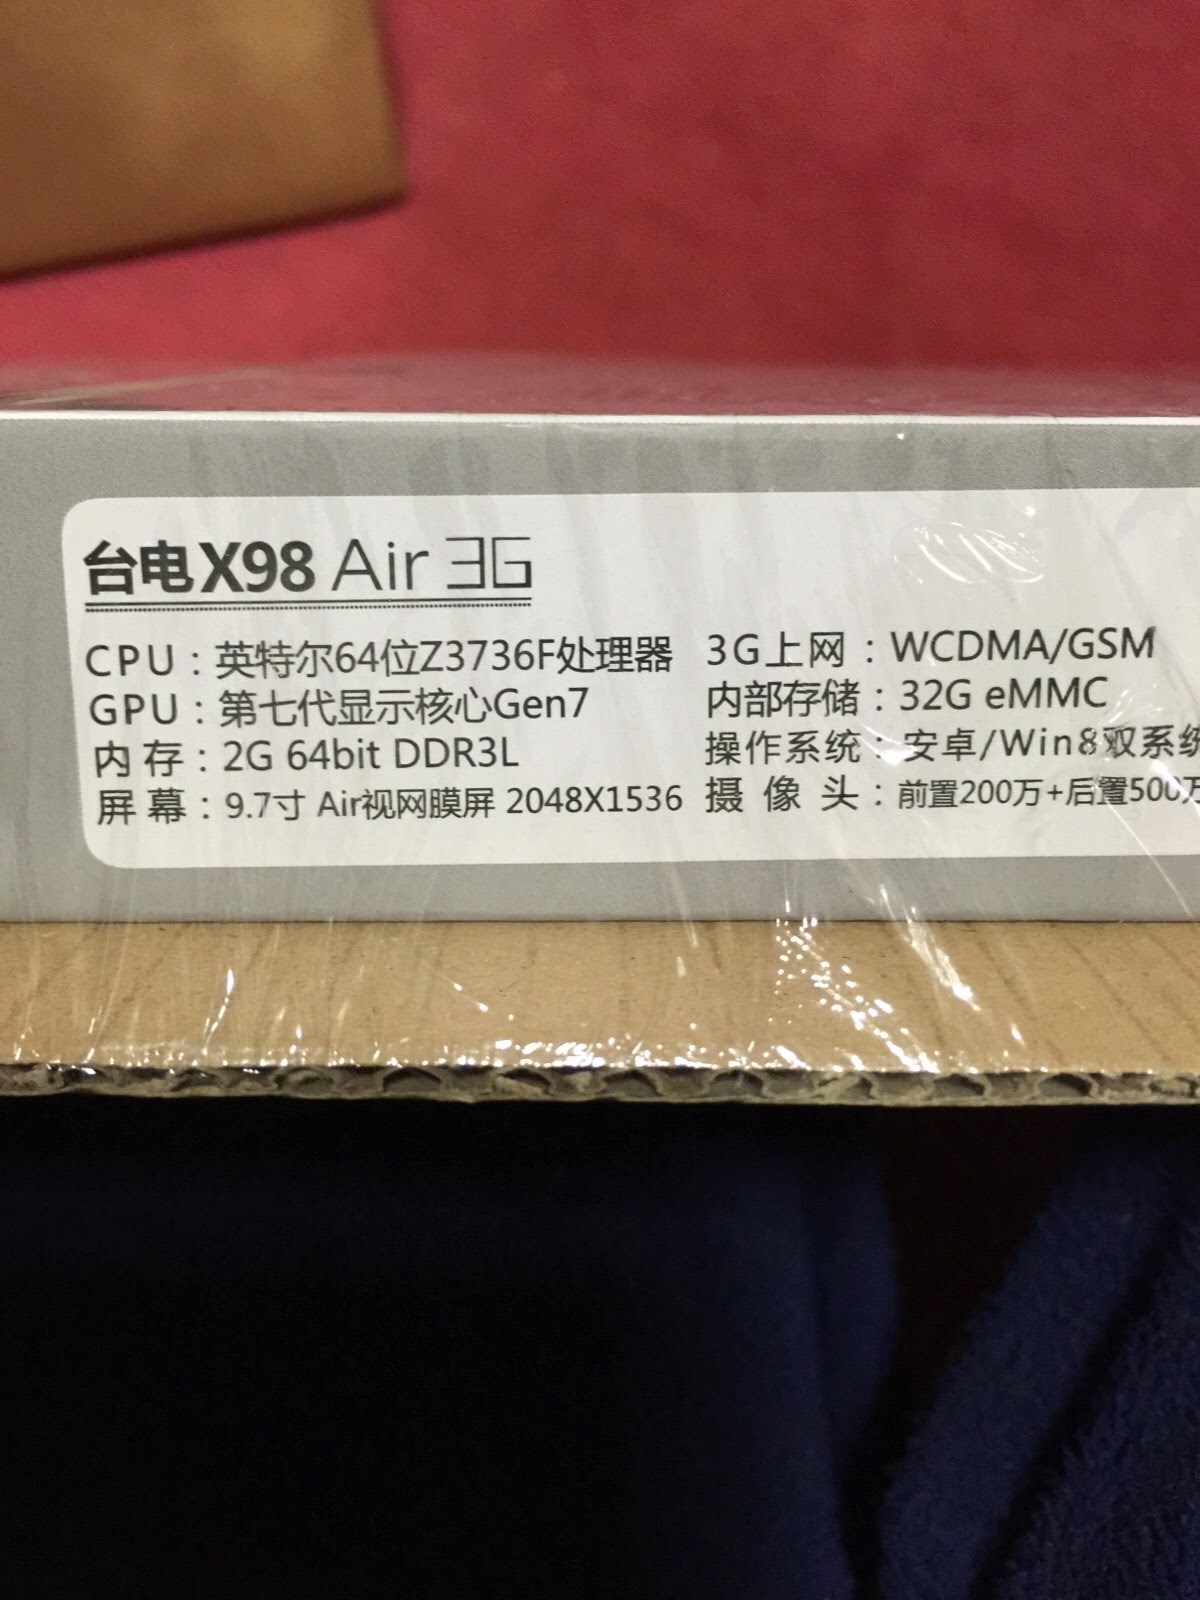 台电X98 Air 3G
CPU：英特尔64位Z3736F处理器
GPU：第七代显示核心Gen7
内存：2G 64bit DDR3L
屏幕：9.7寸 Air视网膜屏 2048X1536
3G上网：WCDMA/GSM
内部存储：32G eMMC
操作系统：安卓/Win8双系统
摄像头：前置200万+后置500万